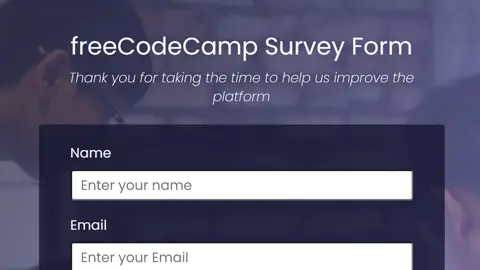 freeCodeCamp Survey Form
Thank you for taking the time to help us improve the
platform
Name
Enter your name
Email
Enter your Email